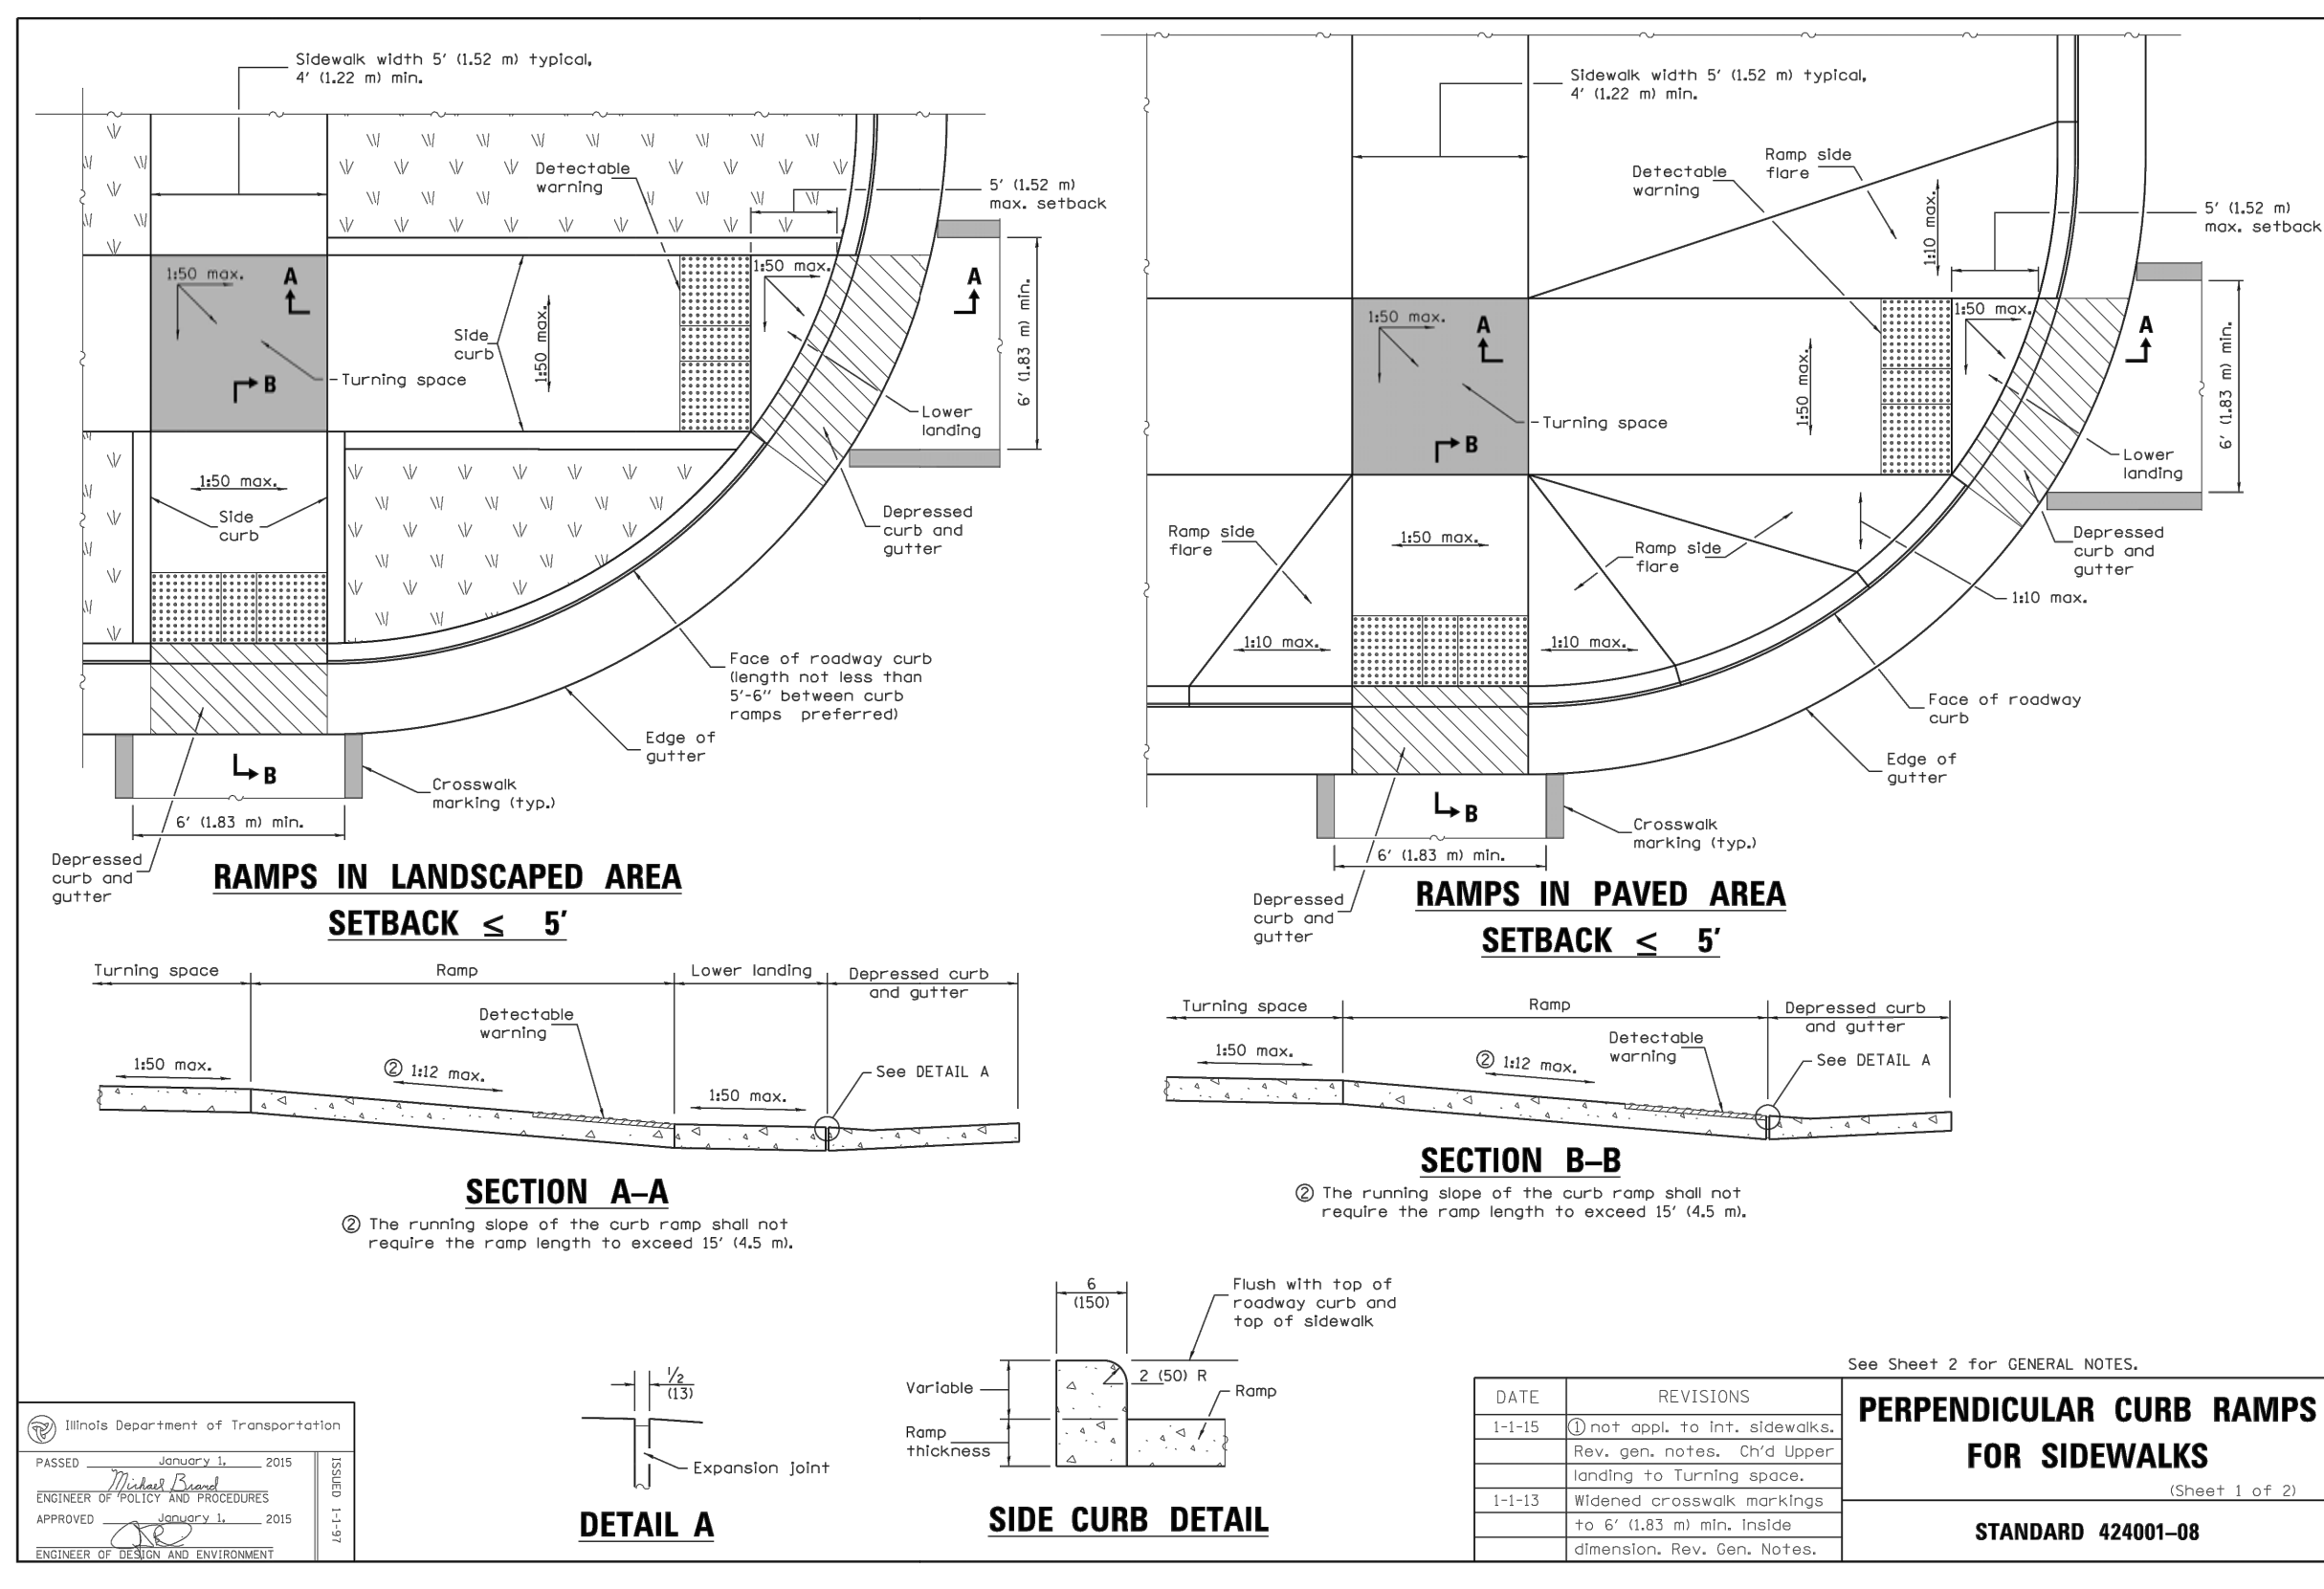 Sidewalk width 5' (1.52 m) typical,
4' (1.22 m) min.
Detectable
warning
5' (1.52 m)
max. setback
1:50 max.
A
1:50 max.
A
Side
curb
1:50 max.
6' (1.83 m) min.
B
Turning space
Lower
landing
1:50 max.
Side
curb
Depressed
curb and
gutter
Face of roadway curb
(length not less than
5'-6" between curb
ramps preferred)
Edge of
gutter
B
Crosswalk
marking (typ.)
6' (1.83 m) min.
Depressed
curb and
gutter
RAMPS IN LANDSCAPED AREA
SETBACK ≤ 5'
Sidewalk width 5' (1.52 m) typical,
4' (1.22 m) min.
Ramp side
flare
Detectable
warning
1:10 max.
5' (1.52 m)
max. setback
1:50 max.
A
1:50 max.
A
1:50 max.
6' (1.83 m) min.
B
Turning space
Lower
landing
Ramp side
flare
1:50 max.
Ramp side
flare
Depressed
curb and
gutter
1:10 max.
1:10 max.
1:10 max.
Face of roadway
curb
Edge of
gutter
B
Crosswalk
marking (typ.)
6' (1.83 m) min.
Depressed
curb and
gutter
RAMPS IN PAVED AREA
SETBACK ≤ 5'
Turning space
Ramp
Lower landing
Depressed curb
and gutter
Detectable
warning
1:50 max.
② 1:12 max.
1:50 max.
See DETAIL A
SECTION A–A
② The running slope of the curb ramp shall not
require the ramp length to exceed 15' (4.5 m).
Turning space
Ramp
Depressed curb
and gutter
Detectable
warning
1:50 max.
② 1:12 max.
See DETAIL A
SECTION B–B
② The running slope of the curb ramp shall not
require the ramp length to exceed 15' (4.5 m).
1/2
(13)
Expansion joint
DETAIL A
6
(150)
Flush with top of
roadway curb and
top of sidewalk
Variable
2 (50) R
Ramp
Ramp
thickness
SIDE CURB DETAIL
See Sheet 2 for GENERAL NOTES.
Illinois Department of Transportation
PASSED January 1, 2015
Michael Brand
ENGINEER OF POLICY AND PROCEDURES
APPROVED January 1, 2015
ENGINEER OF DESIGN AND ENVIRONMENT
ISSUED 1-1-97
DATE REVISIONS
1-1-15 ① not appl. to int. sidewalks.
Rev. gen. notes. Ch'd Upper
landing to Turning space.
1-1-13 Widened crosswalk markings
to 6' (1.83 m) min. inside
dimension. Rev. Gen. Notes.
PERPENDICULAR CURB RAMPS
FOR SIDEWALKS
(Sheet 1 of 2)
STANDARD 424001–08